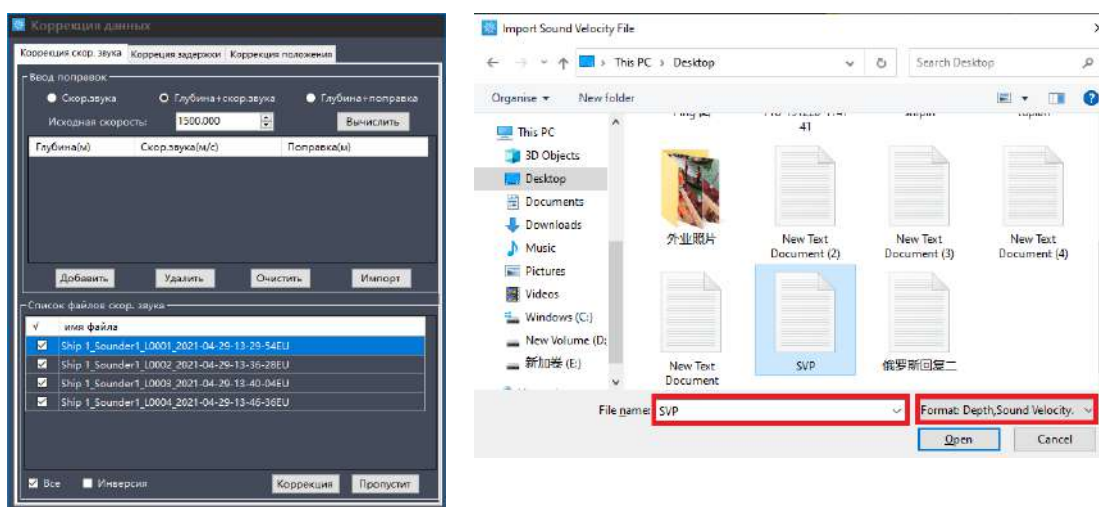 Коррекция данных
Коррекция скор. звука Коррекция задержки Коррекция положения
Ввод поправок
Скор.звука Глубина+скор.звука Глубина+поправка
Исходная скорость: 1500.000 Вычислить
Глубина(м) Скор.звука(м/с) Поправка(м)
Добавить Удалить Очистить Импорт
Список файлов скор. звука
√ имя файла
Ship 1_Sounder1_L0001_2021-04-29-13-29-54EU
Ship 1_Sounder1_L0002_2021-04-29-13-36-28EU
Ship 1_Sounder1_L0003_2021-04-29-13-40-04EU
Ship 1_Sounder1_L0004_2021-04-29-13-46-36EU
Все Инверсия Коррекция Пропустит
Import Sound Velocity File
This PC > Desktop Search Desktop
Organise New folder
41
This PC
3D Objects
Desktop
Documents
Downloads
Music
Pictures
Videos
Windows (C:)
New Volume (D:
新加卷 (E:)
外业照片
New Text Document (2)
New Text Document (3)
New Text Document (4)
New Text Document
SVP
俄罗斯回复二
File name: SVP Format: Depth,Sound Velocity.
Open Cancel